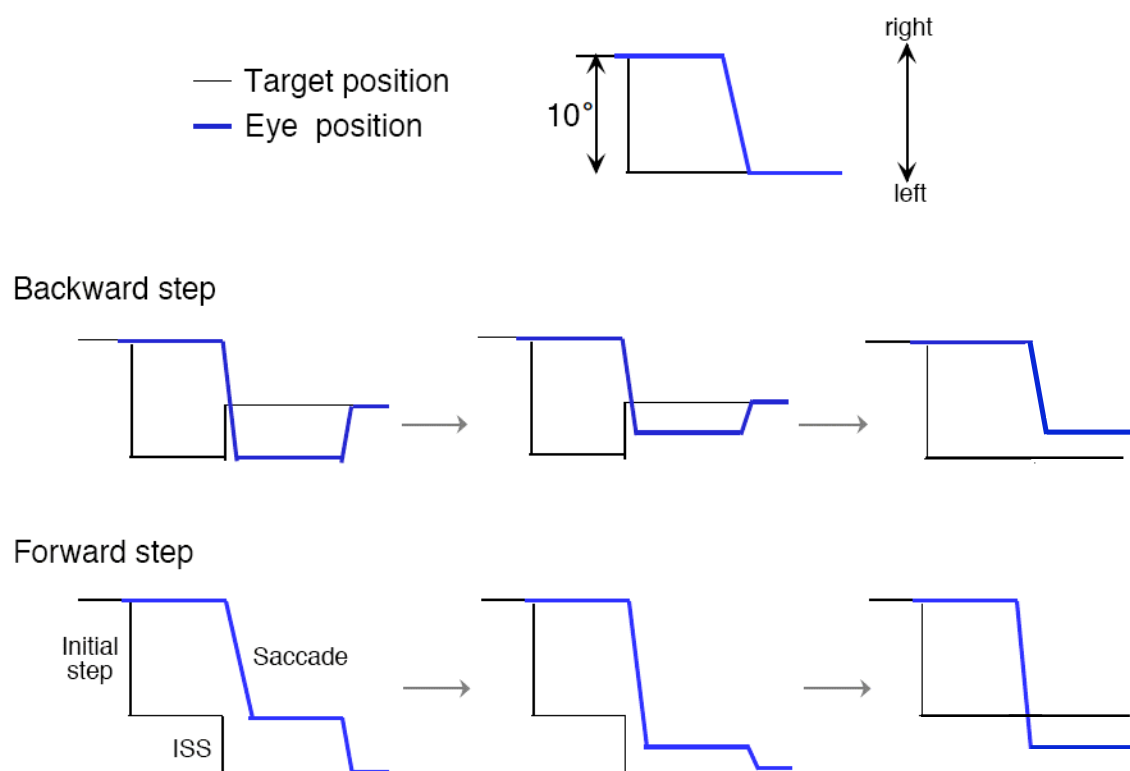 right
Target position
10°
Eye position
left
Backward step
Forward step
Initial
step
Saccade
ISS